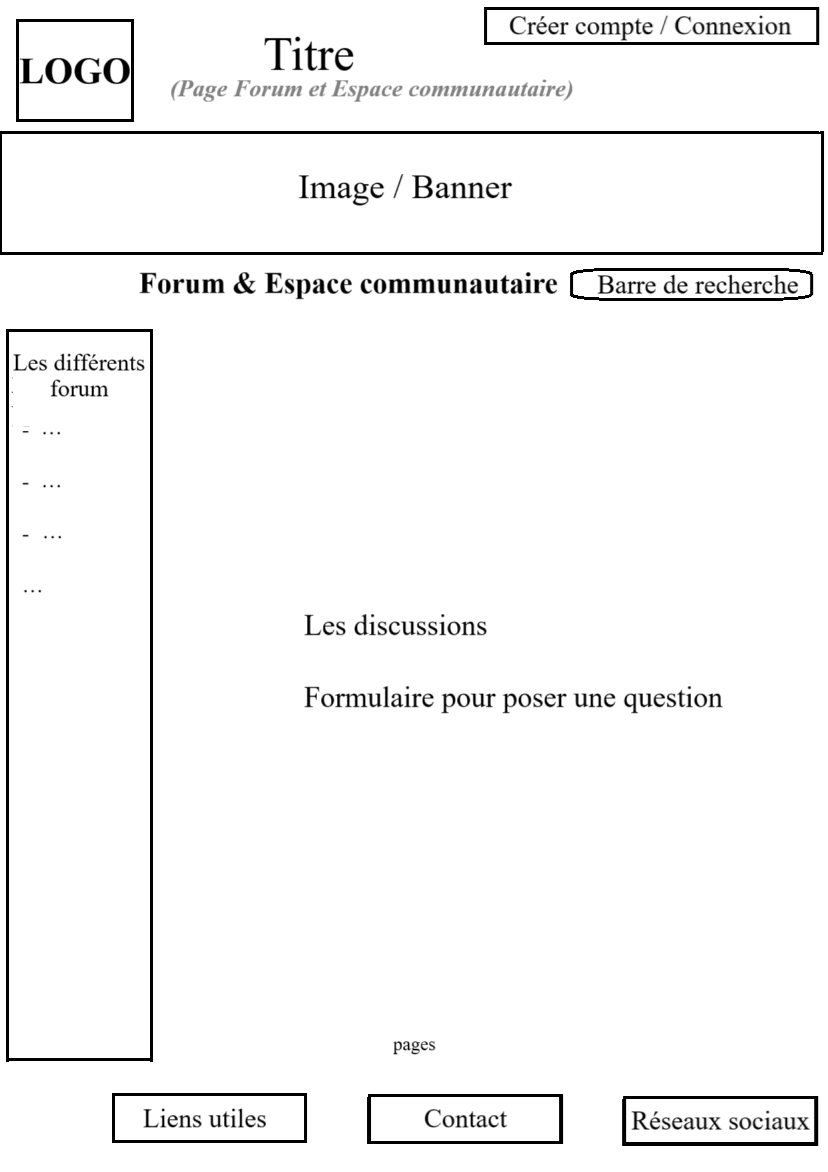 Créer compte / Connexion
LOGO
Titre
(Page Forum et Espace communautaire)
Image / Banner
Forum & Espace communautaire
Barre de recherche
Les différents
forum
- ...
- ...
- ...
...
Les discussions
Formulaire pour poser une question
pages
Liens utiles
Contact
Réseaux sociaux